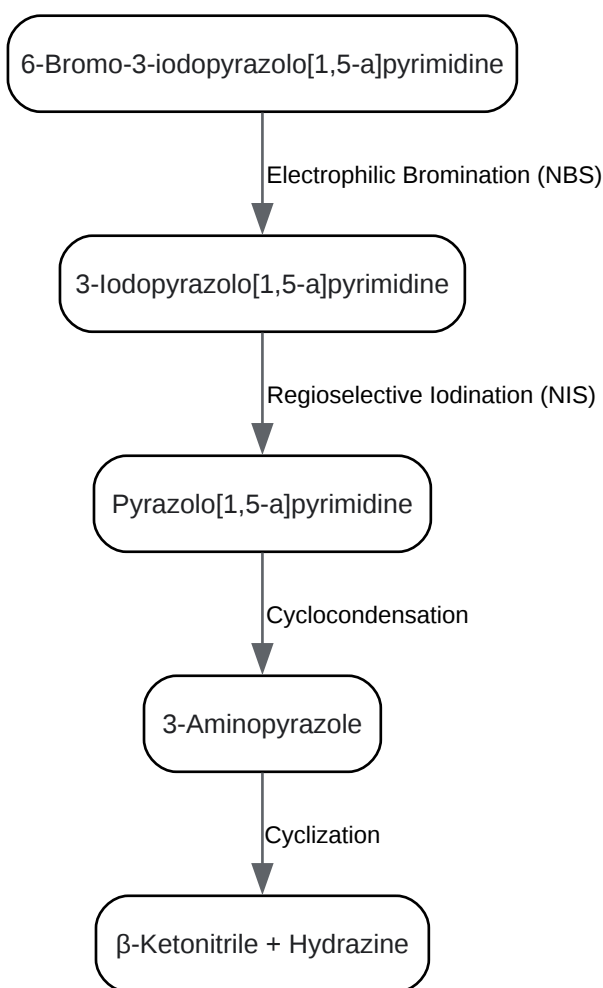 6-Bromo-3-iodopyrazolo[1,5-a]pyrimidine
Electrophilic Bromination (NBS)
3-Iodopyrazolo[1,5-a]pyrimidine
Regioselective Iodination (NIS)
Pyrazolo[1,5-a]pyrimidine
Cyclocondensation
3-Aminopyrazole
Cyclization
β-Ketonitrile + Hydrazine